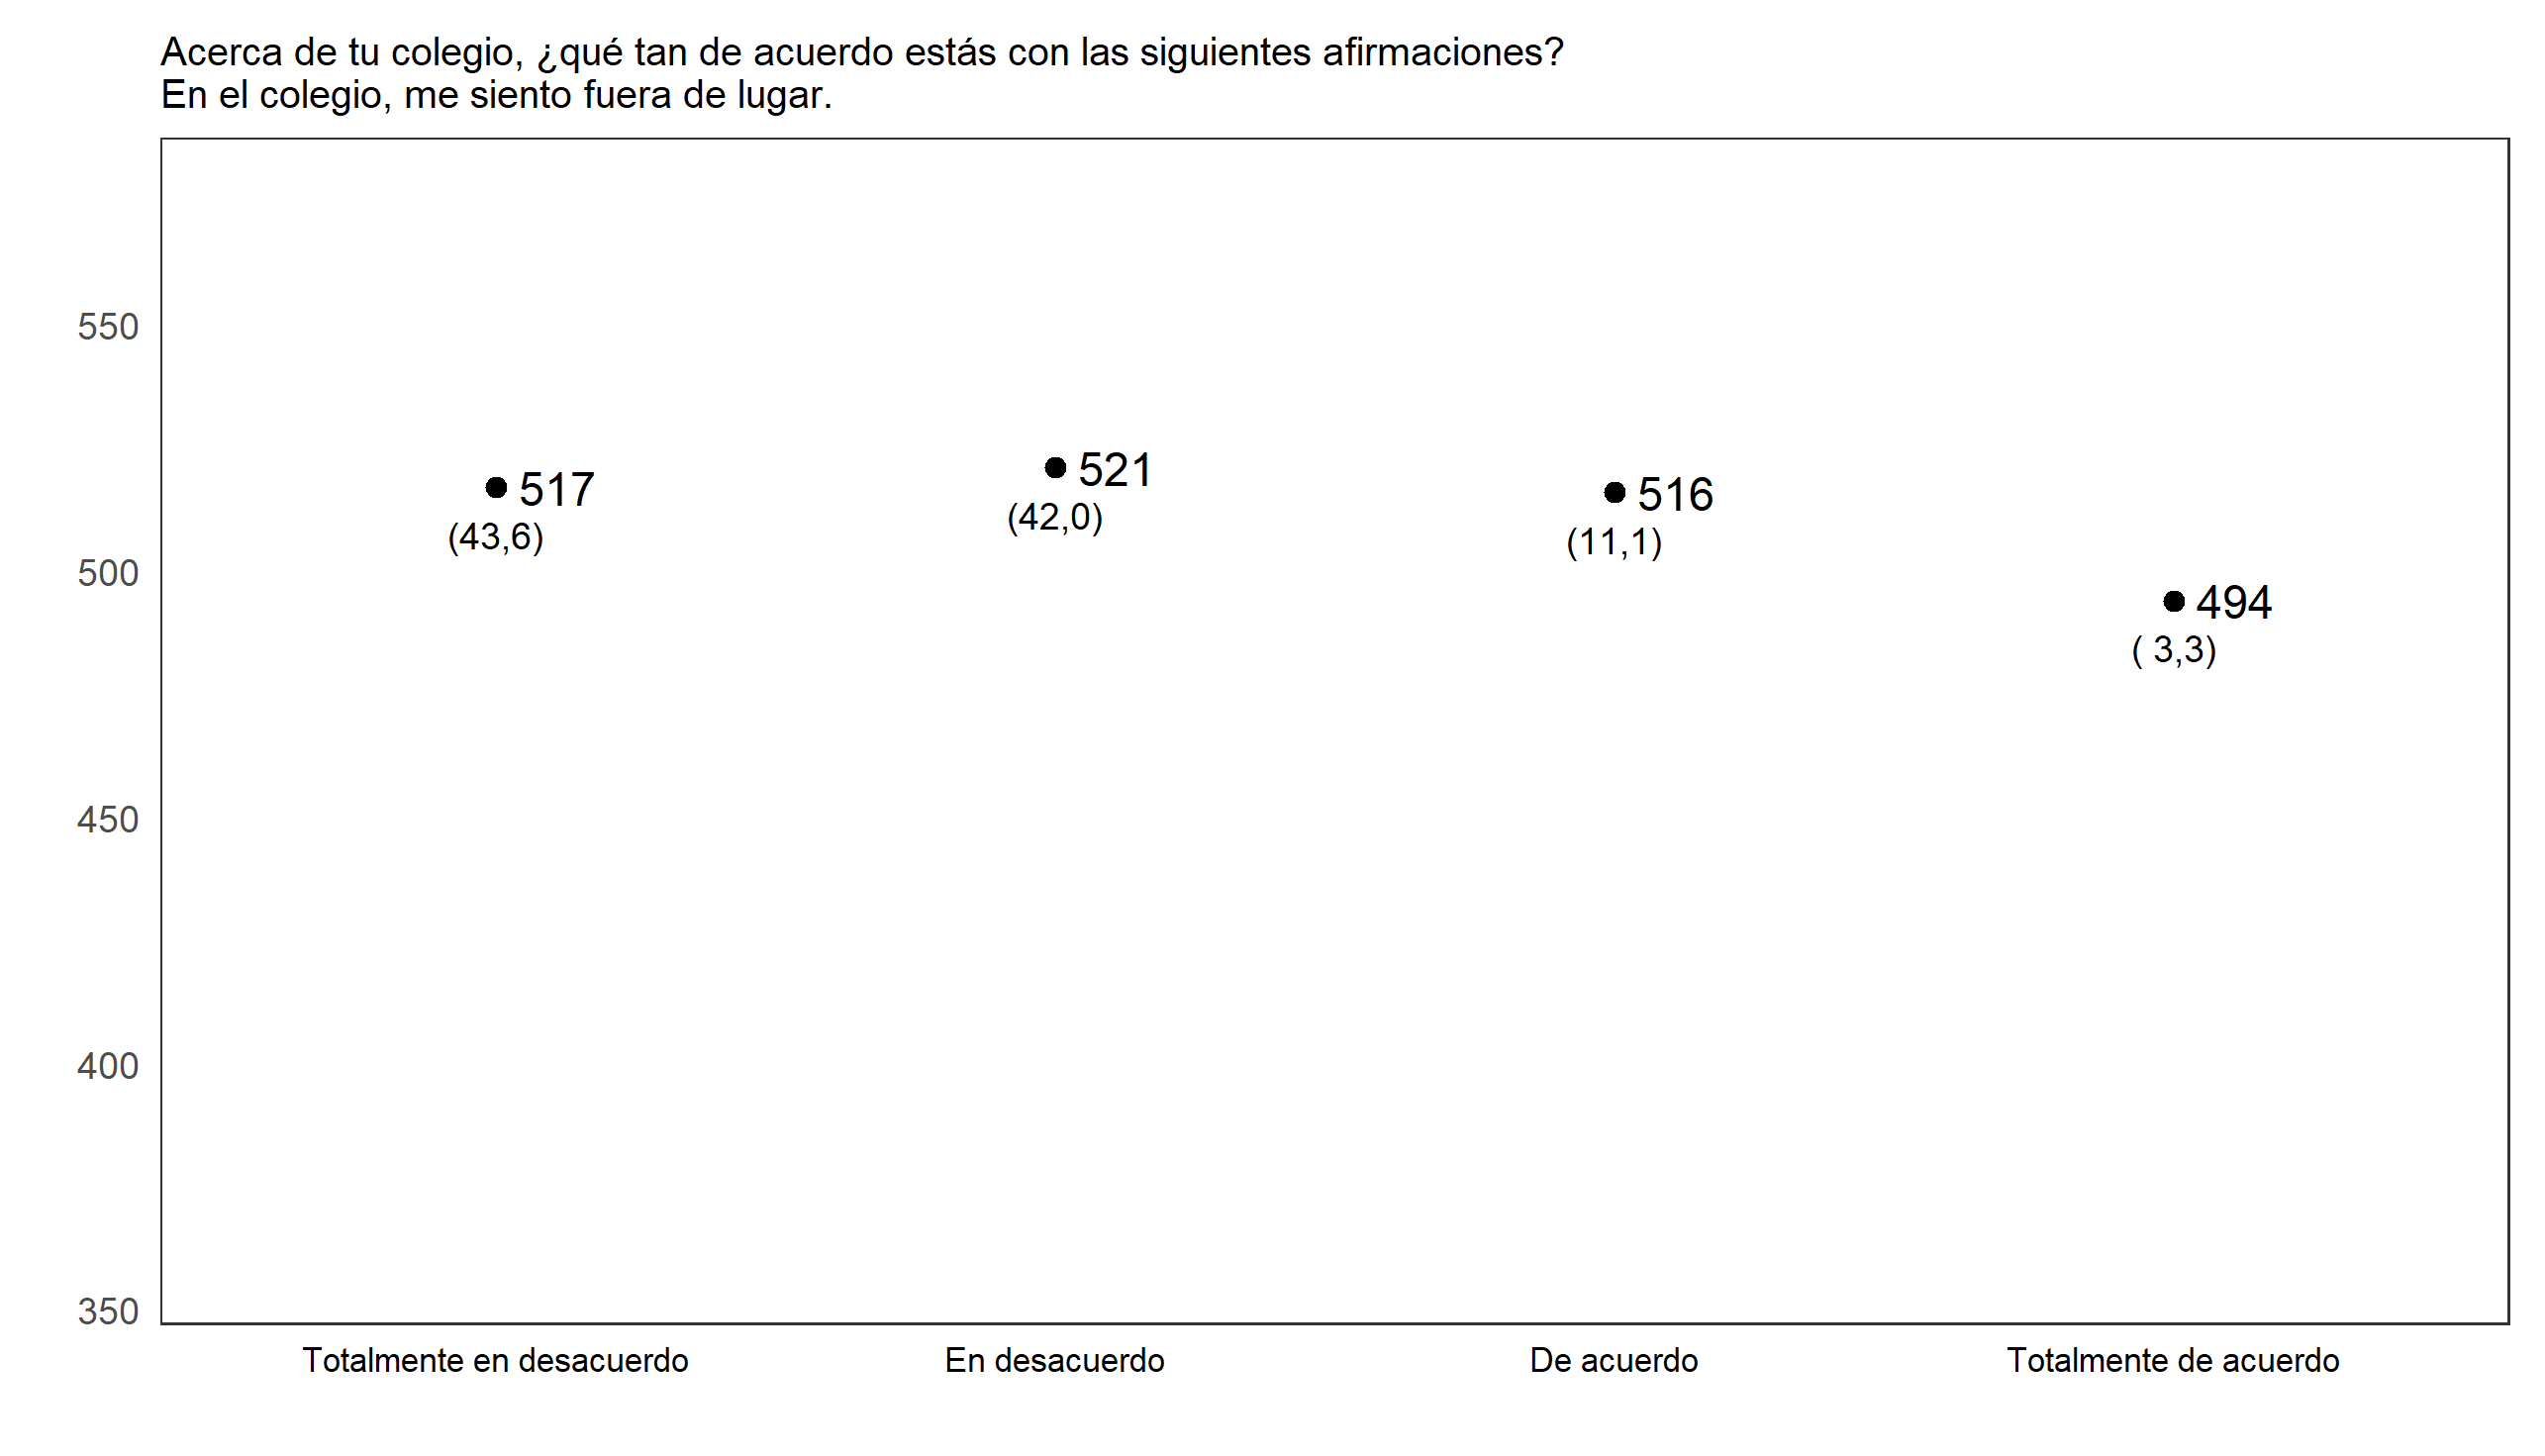 Acerca de tu colegio, ¿qué tan de acuerdo estás con las siguientes afirmaciones?
En el colegio, me siento fuera de lugar.
550
500
450
400
350
517
(43,6)
521
(42,0)
516
(11,1)
494
( 3,3)
Totalmente en desacuerdo
En desacuerdo
De acuerdo
Totalmente de acuerdo